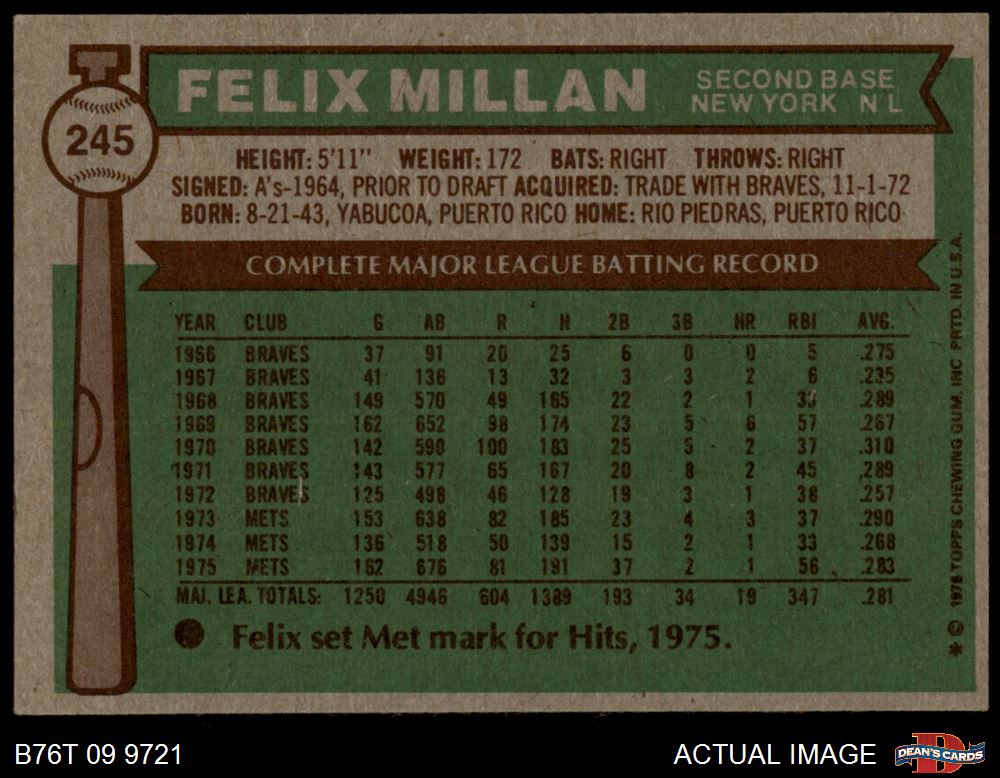 FELIX MILLAN
SECOND BASE
NEW YORK N L
245
HEIGHT: 5'11" WEIGHT: 172 BATS: RIGHT THROWS: RIGHT
SIGNED: A's-1964, PRIOR TO DRAFT ACQUIRED: TRADE WITH BRAVES, 11-1-72
BORN: 8-21-43, YABUCOA, PUERTO RICO HOME: RIO PIEDRAS, PUERTO RICO
COMPLETE MAJOR LEAGUE BATTING RECORD
YEAR CLUB G AB R H 2B 3B HR RBI AVG.
1966 BRAVES 37 91 20 25 6 0 0 5 .275
1967 BRAVES 41 136 13 32 3 3 2 6 .235
1968 BRAVES 149 570 49 165 22 2 1 33 .289
1969 BRAVES 162 652 98 174 23 5 6 57 .267
1970 BRAVES 142 590 100 183 25 5 2 37 .310
1971 BRAVES 143 577 65 167 20 8 2 45 .289
1972 BRAVES 125 498 46 128 19 3 1 38 .257
1973 METS 153 638 82 185 23 4 3 37 .290
1974 METS 136 518 50 139 15 2 1 33 .268
1975 METS 162 676 81 191 37 2 1 56 .283
MAJ. LEA. TOTALS: 1250 4946 604 1389 193 34 19 347 .281
Felix set Met mark for Hits, 1975.
* © 1976 TOPPS CHEWING GUM, INC PRTD. IN U.S.A.
B76T 09 9721
ACTUAL IMAGE
DEAN'S CARDS